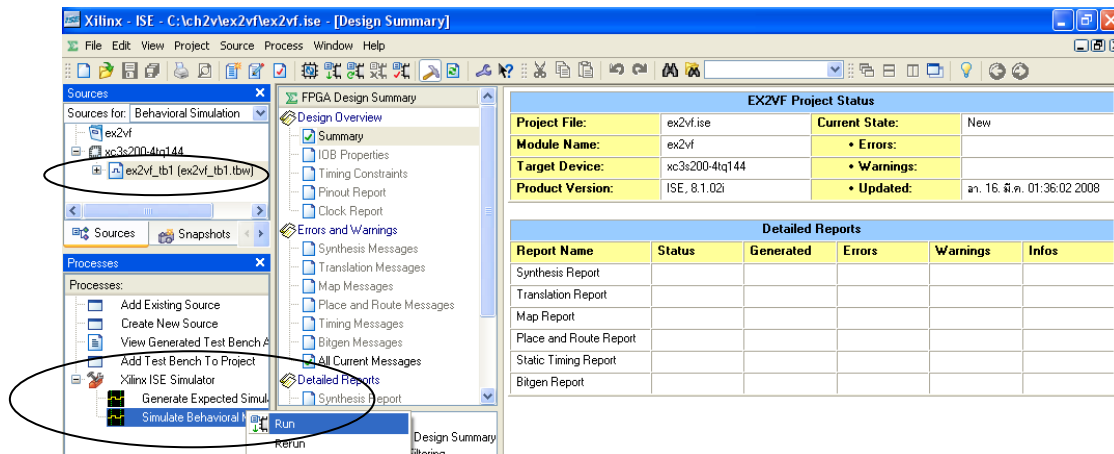 Xilinx - ISE - C:\ch2v\ex2vf\ex2vf.ise - [Design Summary]
File Edit View Project Source Process Window Help
Sources
Sources for: Behavioral Simulation
ex2vf
xc3s200-4tq144
ex2vf_tb1 (ex2vf_tb1.tbw)
Sources Snapshots
Processes
Processes:
Add Existing Source
Create New Source
View Generated Test Bench A
Add Test Bench To Project
Xilinx ISE Simulator
Generate Expected Simul
Simulate Behavioral M
FPGA Design Summary
Design Overview
Summary
IOB Properties
Timing Constraints
Pinout Report
Clock Report
Errors and Warnings
Synthesis Messages
Translation Messages
Map Messages
Place and Route Messages
Timing Messages
Bitgen Messages
All Current Messages
Detailed Reports
Synthesis Report
Run
Rerun
Design Summary
Filtering
EX2VF Project Status
Project File: ex2vf.ise Current State: New
Module Name: ex2vf • Errors:
Target Device: xc3s200-4tq144 • Warnings:
Product Version: ISE, 8.1.02i • Updated: อา. 16. มี.ค. 01:36:02 2008
Detailed Reports
Report Name Status Generated Errors Warnings Infos
Synthesis Report
Translation Report
Map Report
Place and Route Report
Static Timing Report
Bitgen Report